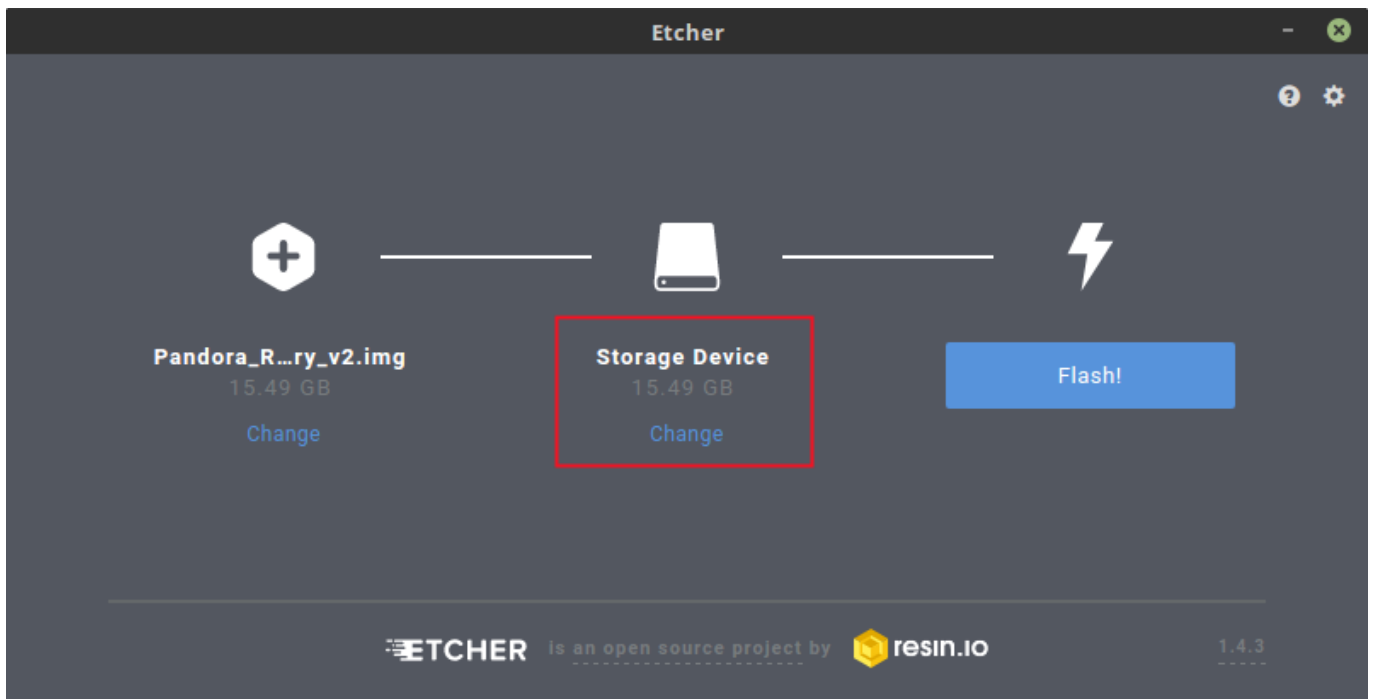 Etcher
Pandora_R...ry_v2.img
15.49 GB
Change
Storage Device
15.49 GB
Change
Flash!
ETCHER is an open source project by resin.io
1.4.3